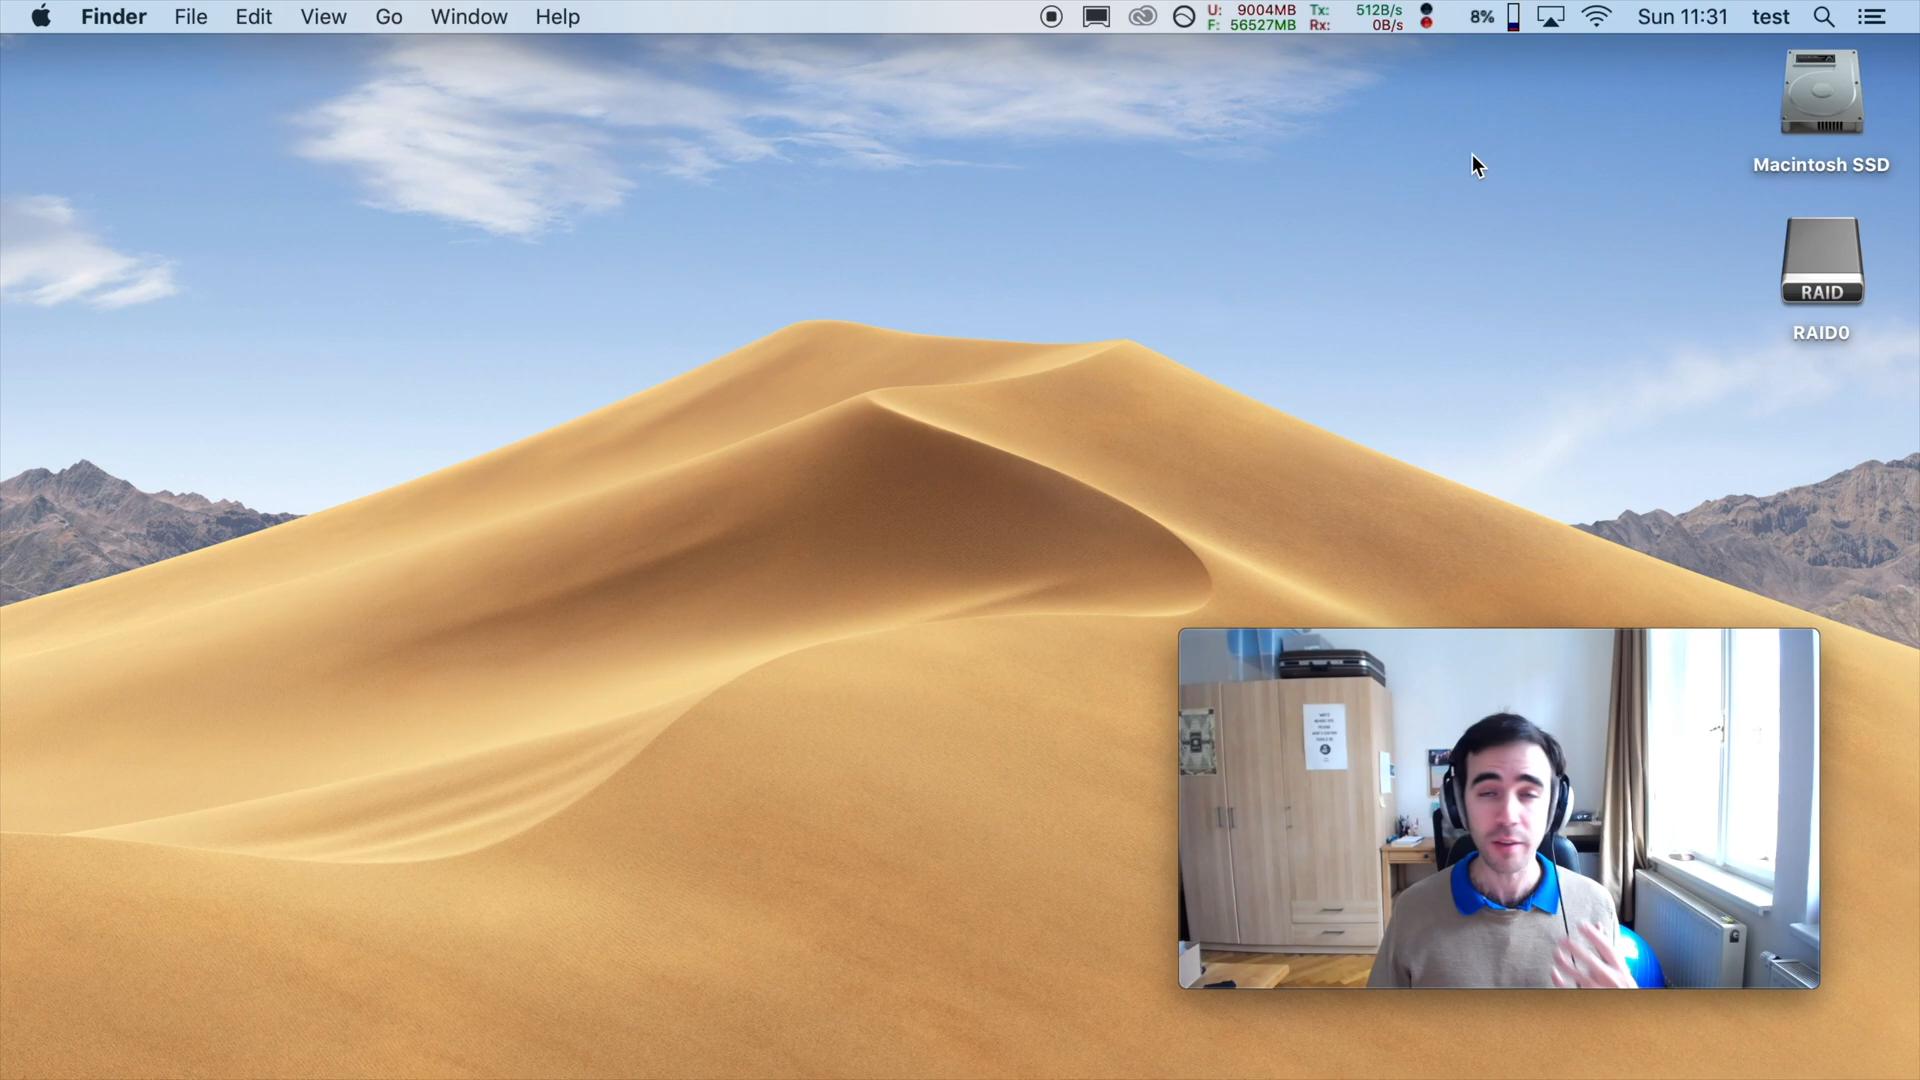 Finder File Edit View Go Window Help
U: 9004MB Tx: 512B/s
F: 56527MB Rx: 0B/s
8%
Sun 11:31 test
Macintosh SSD
RAID
RAID0